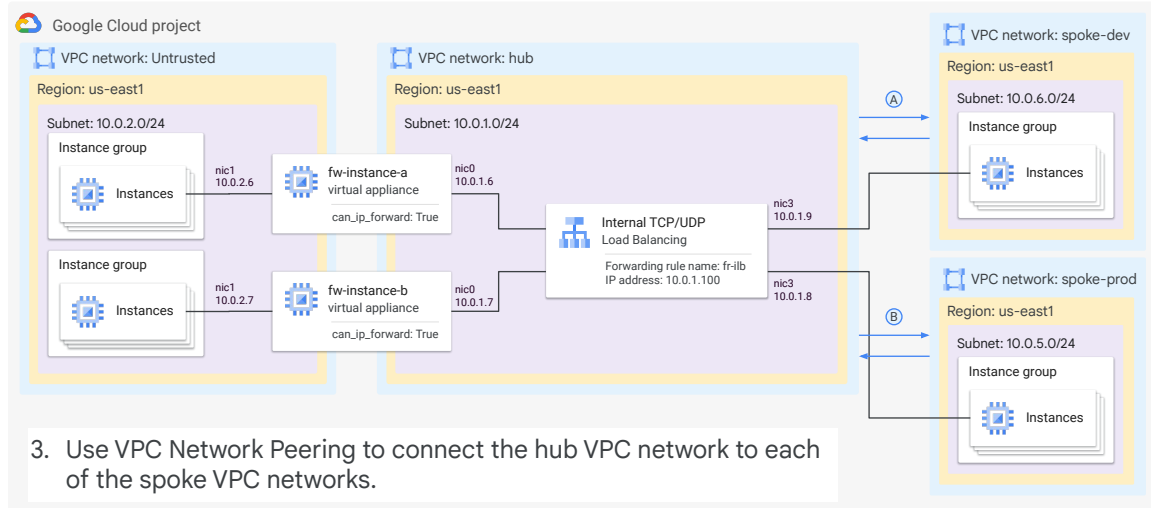 Google Cloud project
VPC network: Untrusted
Region: us-east1
Subnet: 10.0.2.0/24
Instance group
Instances
nic1
10.0.2.6
Instance group
Instances
nic1
10.0.2.7
fw-instance-a
virtual appliance
can_ip_forward: True
fw-instance-b
virtual appliance
can_ip_forward: True
VPC network: hub
Region: us-east1
Subnet: 10.0.1.0/24
nic0
10.0.1.6
nic0
10.0.1.7
Internal TCP/UDP
Load Balancing
Forwarding rule name: fr-ilb
IP address: 10.0.1.100
nic3
10.0.1.9
nic3
10.0.1.8
A
B
VPC network: spoke-dev
Region: us-east1
Subnet: 10.0.6.0/24
Instance group
Instances
VPC network: spoke-prod
Region: us-east1
Subnet: 10.0.5.0/24
Instance group
Instances
3. Use VPC Network Peering to connect the hub VPC network to each
of the spoke VPC networks.